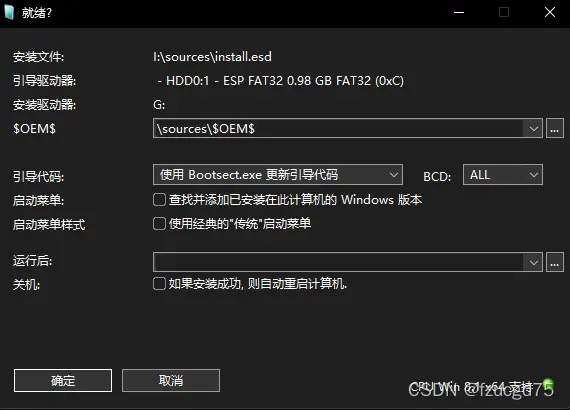 就绪?
安装文件: I:\sources\install.esd
引导驱动器: - HDD0:1 - ESP FAT32 0.98 GB FAT32 (0xC)
安装驱动器: G:
$OEM$ \sources\$OEM$ ...
引导代码: 使用 Bootsect.exe 更新引导代码 BCD: ALL
启动菜单: 查找并添加已安装在此计算机的 Windows 版本
启动菜单样式 使用经典的"传统"启动菜单
运行后: ...
关机: 如果安装成功, 则自动重启计算机.
确定 取消 CPU Win 8.1 x64 支持
CSDN @fzucgd75